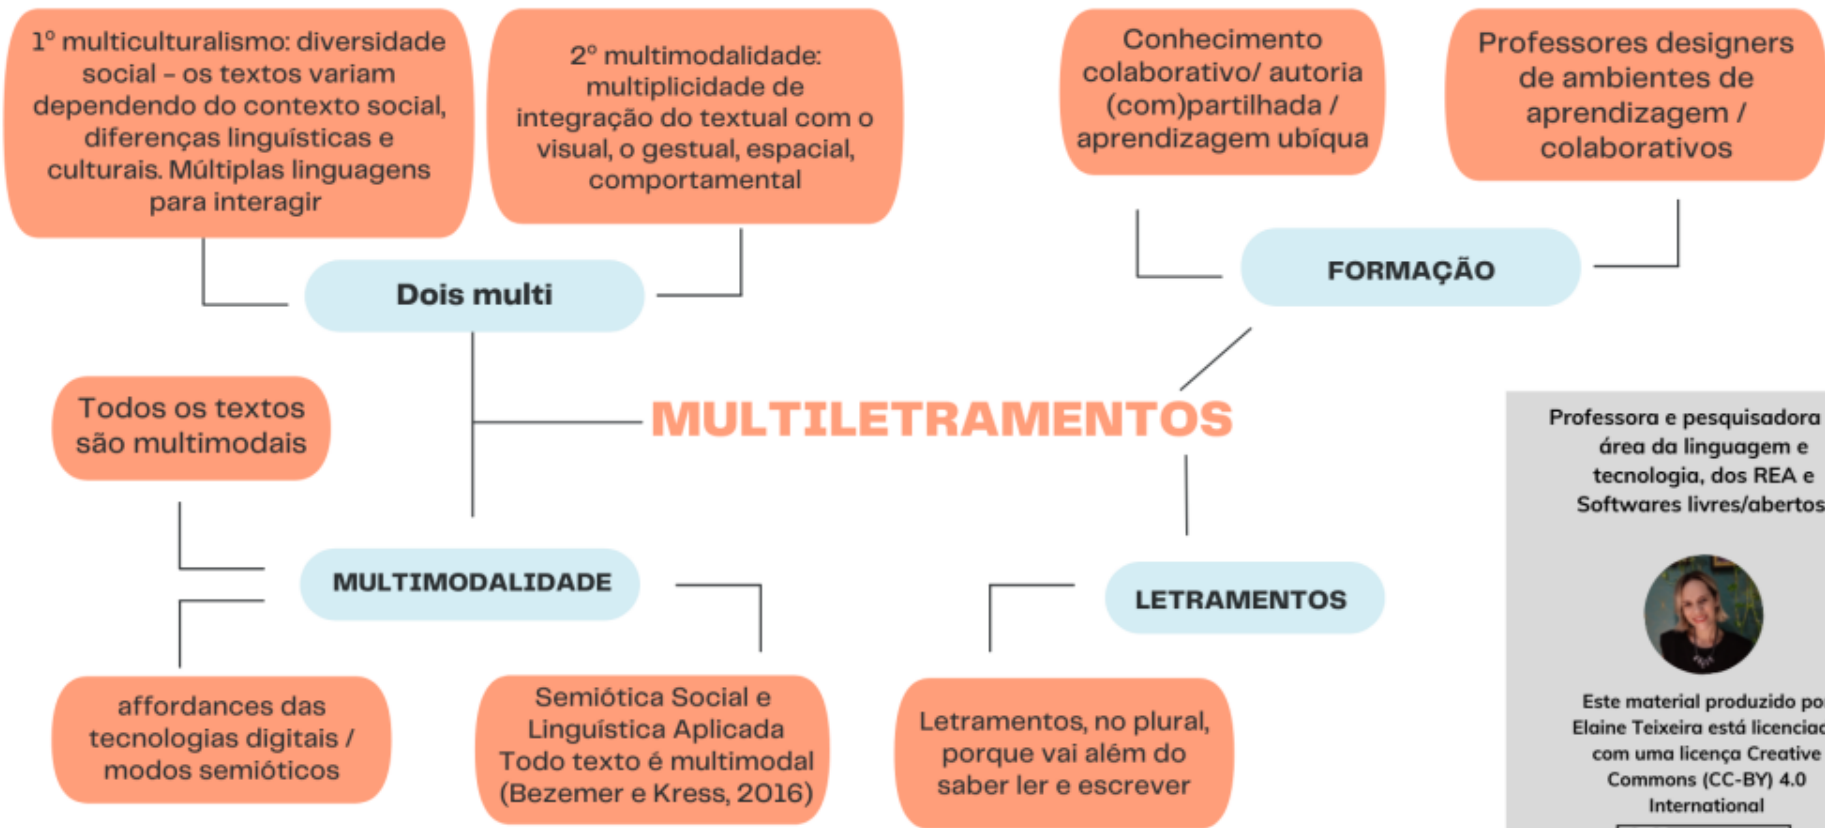 1º multiculturalismo: diversidade
social - os textos variam
dependendo do contexto social,
diferenças linguísticas e
culturais. Múltiplas linguagens
para interagir
2º multimodalidade:
multiplicidade de
integração do textual com o
visual, o gestual, espacial,
comportamental
Conhecimento
colaborativo/ autoria
(com)partilhada /
aprendizagem ubíqua
Professores designers
de ambientes de
aprendizagem /
colaborativos
Dois multi
FORMAÇÃO
Todos os textos
são multimodais
MULTILETRAMENTOS
MULTIMODALIDADE
LETRAMENTOS
affordances das
tecnologias digitais /
modos semióticos
Semiótica Social e
Linguística Aplicada
Todo texto é multimodal
(Bezemer e Kress, 2016)
Letramentos, no plural,
porque vai além do
saber ler e escrever
Professora e pesquisadora
área da linguagem e
tecnologia, dos REA e
Softwares livres/abertos
Este material produzido por
Elaine Teixeira está
com uma licença Creative
Commons (CC-BY) 4.0
International